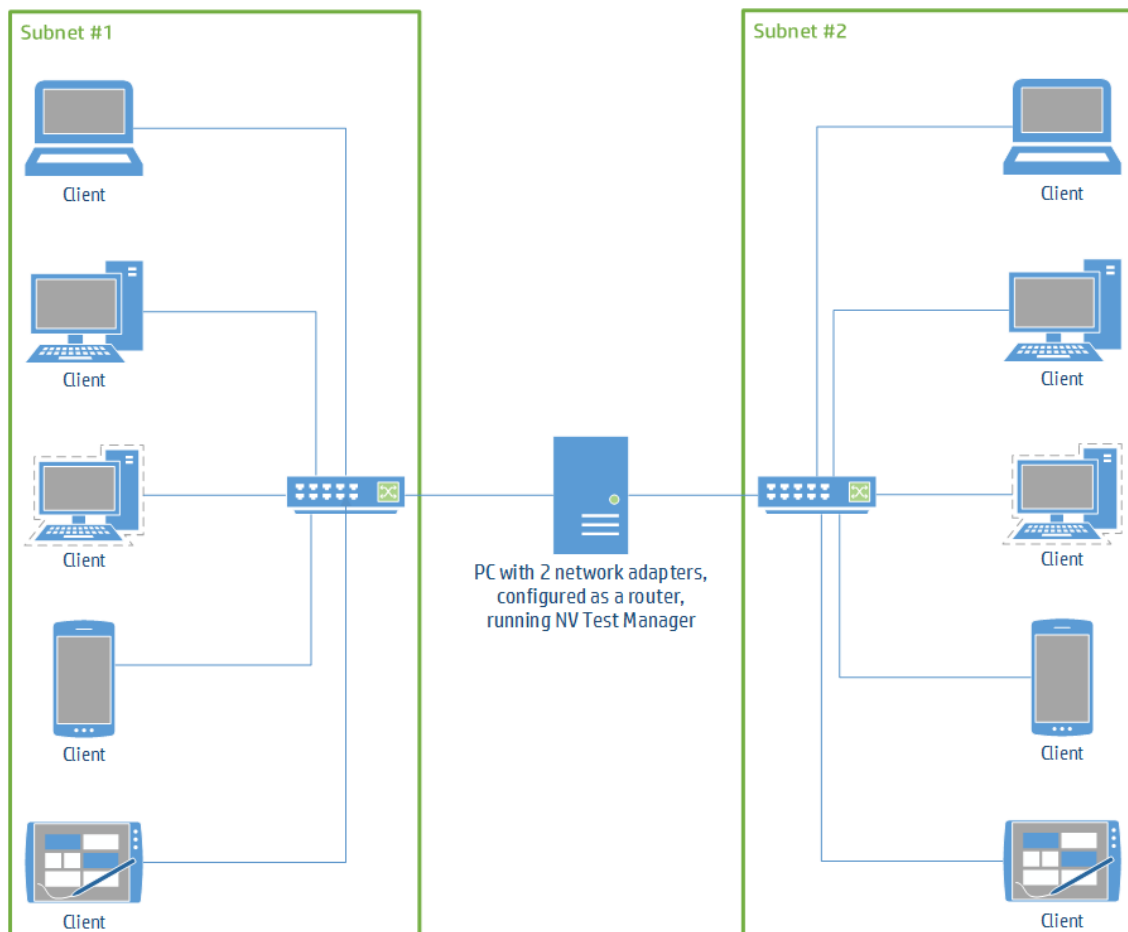 Subnet #1
Client
Client
Client
Client
Client
PC with 2 network adapters,
configured as a router,
running NV Test Manager
Subnet #2
Client
Client
Client
Client
Client